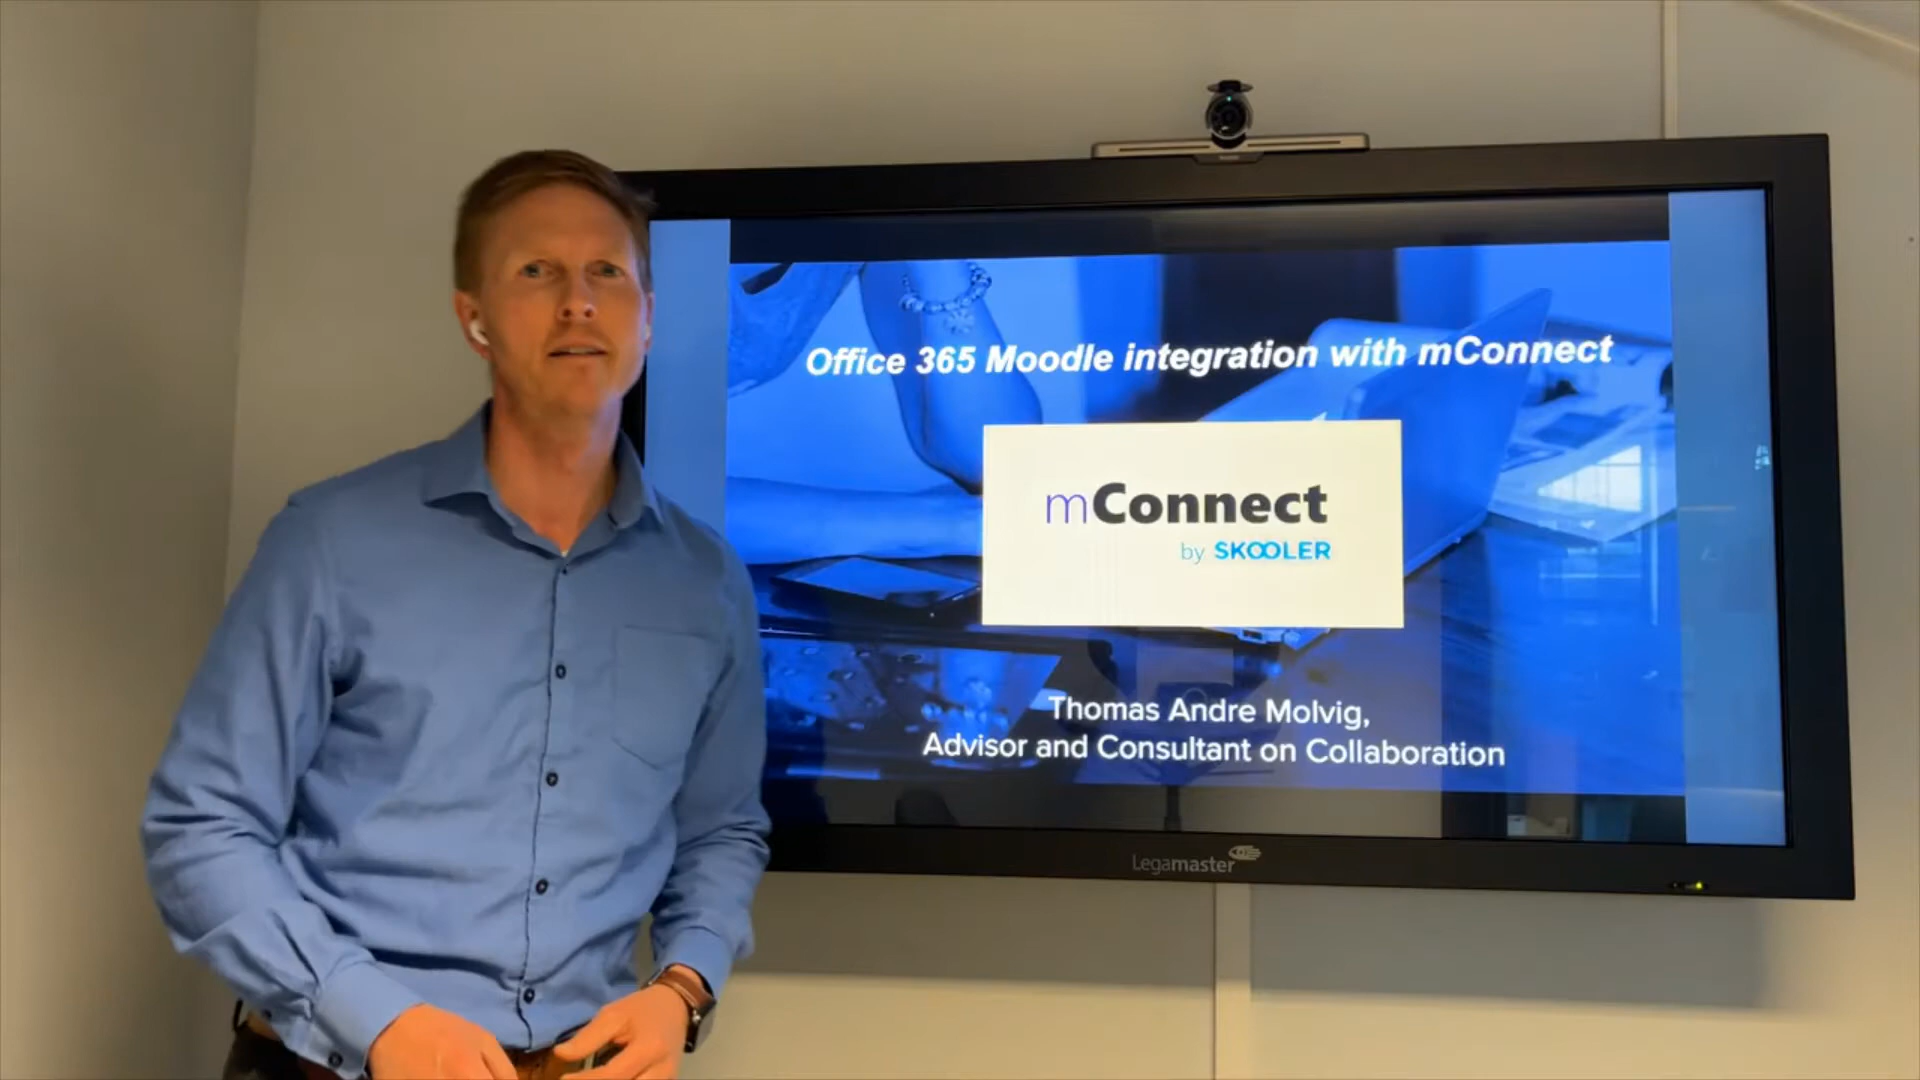 Office 365 Moodle integration with mConnect
mConnect
by SKOOLER
Thomas Andre Molvig,
Advisor and Consultant on Collaboration
Legamaster